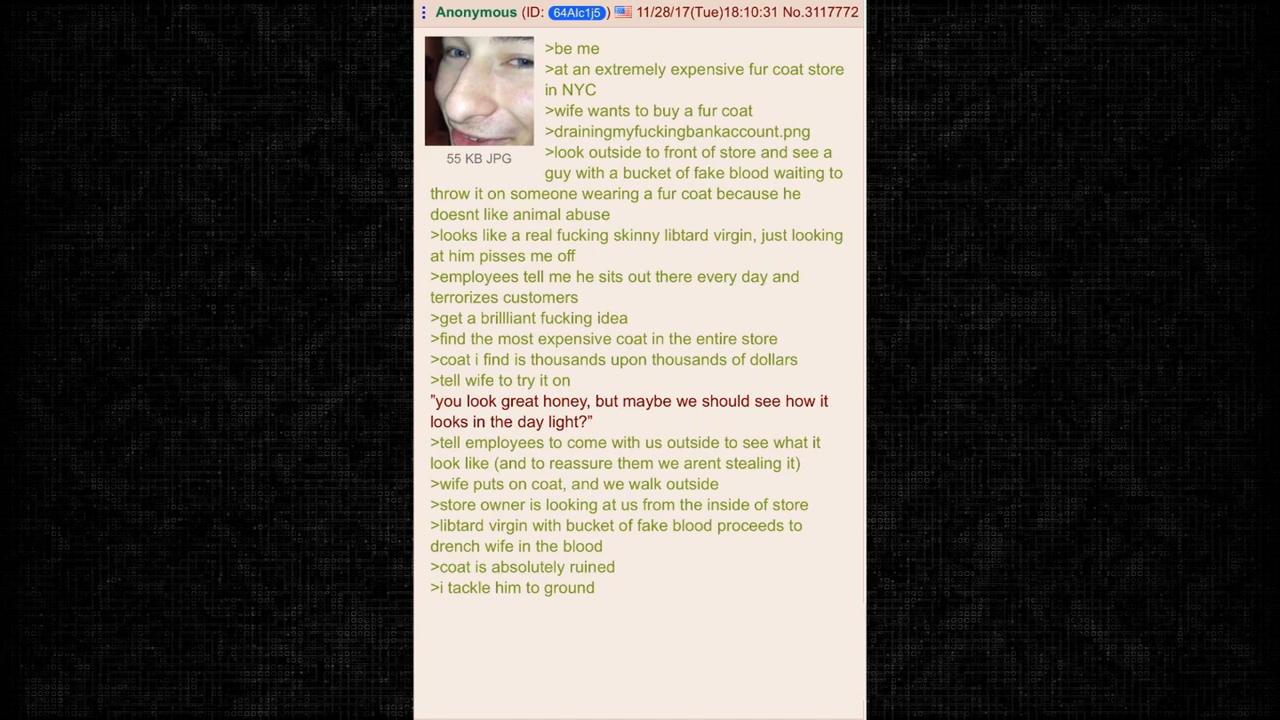 Anonymous (ID: 64AIc1j5) 11/28/17(Tue)18:10:31 No.3117772
>be me
>at an extremely expensive fur coat store
in NYC
>wife wants to buy a fur coat
>drainingmyfuckingbankaccount.png
>look outside to front of store and see a
guy with a bucket of fake blood waiting to
throw it on someone wearing a fur coat because he
doesnt like animal abuse
>looks like a real fucking skinny libtard virgin, just looking
at him pisses me off
>employees tell me he sits out there every day and
terrorizes customers
>get a brillliant fucking idea
>find the most expensive coat in the entire store
>coat i find is thousands upon thousands of dollars
>tell wife to try it on
"you look great honey, but maybe we should see how it
looks in the day light?"
>tell employees to come with us outside to see what it
look like (and to reassure them we arent stealing it)
>wife puts on coat, and we walk outside
>store owner is looking at us from the inside of store
>libtard virgin with bucket of fake blood proceeds to
drench wife in the blood
>coat is absolutely ruined
>i tackle him to ground
55 KB JPG